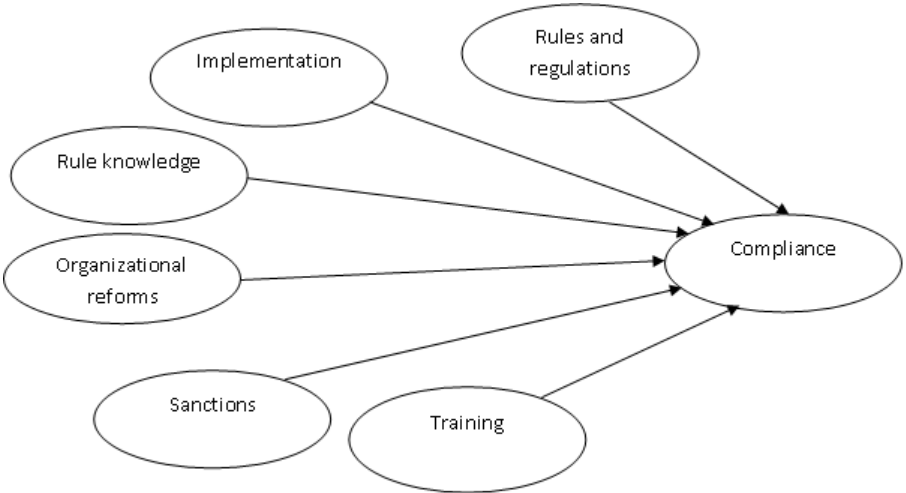 Rules and
regulations
Implementation
Rule knowledge
Compliance
Organizational
reforms
Sanctions
Training